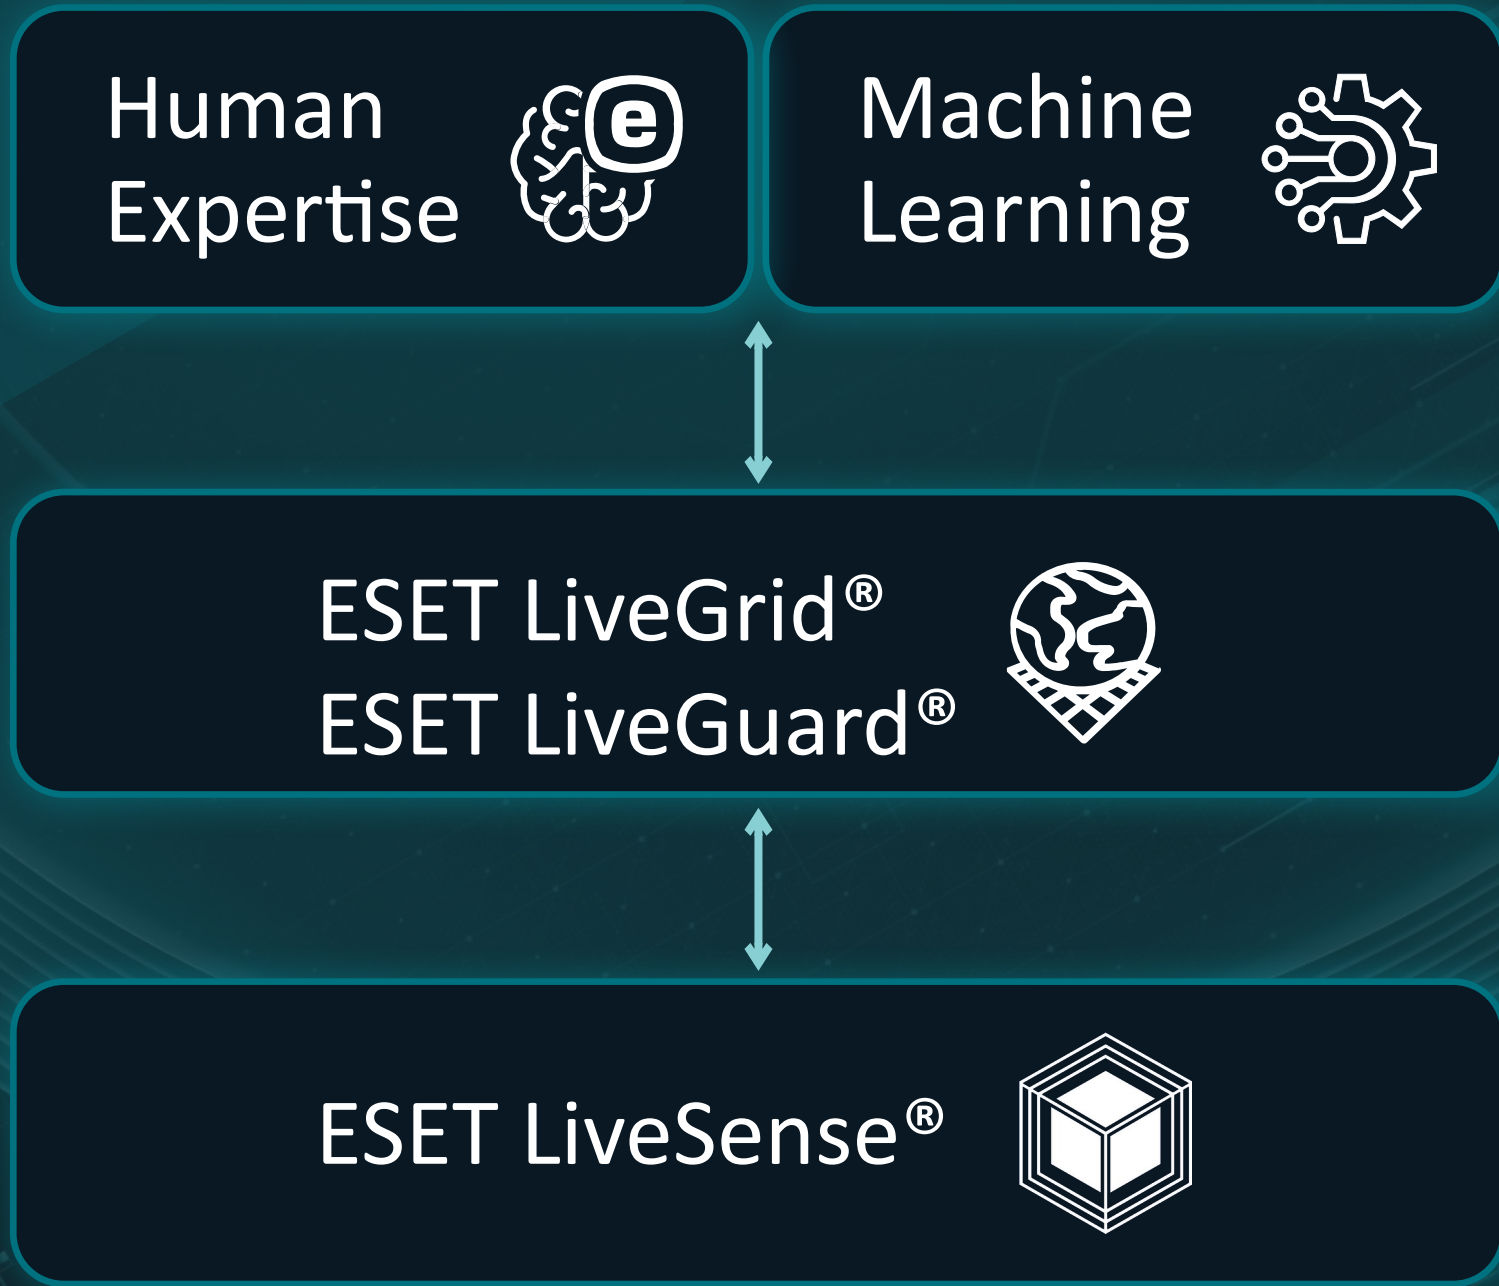 Human
Expertise
e
Machine
Learning
ESET LiveGrid®
ESET LiveGuard®
ESET LiveSense®